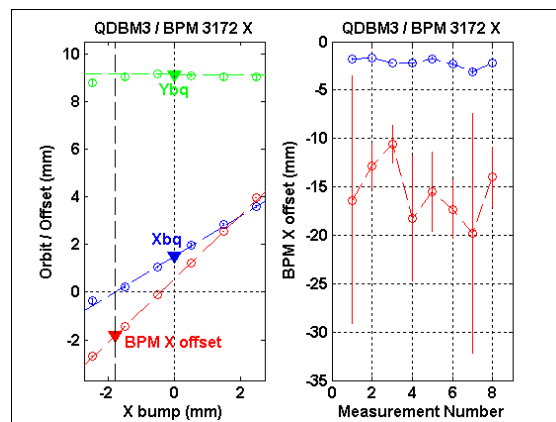 QDBM3 / BPM 3172 X
Orbit / Offset (mm)
10
8
6
4
2
0
-2
Ybq
Xbq
BPM X offset
-2
0
2
X bump (mm)
QDBM3 / BPM 3172 X
BPM X offset (mm)
0
-5
-10
-15
-20
-25
-30
-35
0
2
4
6
8
Measurement Number